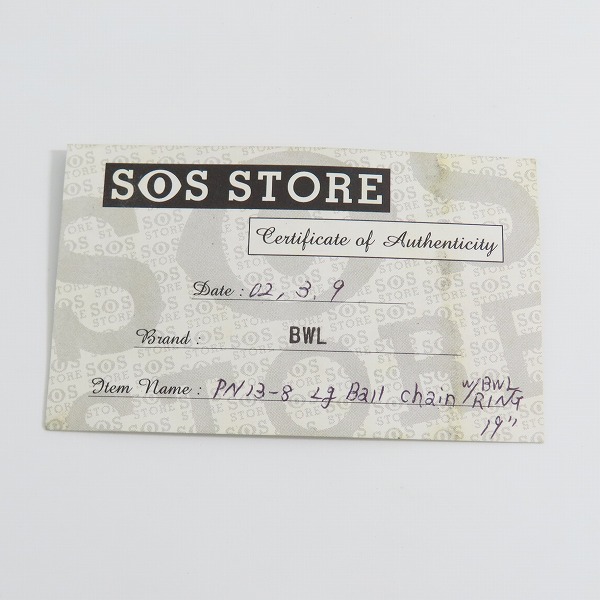 SOS STORE
Certificate of Authenticity
Date : 02, 3, 9
Brand : BWL
Item Name : PN13-8 Lg Ball chain w/BWL RING
19"